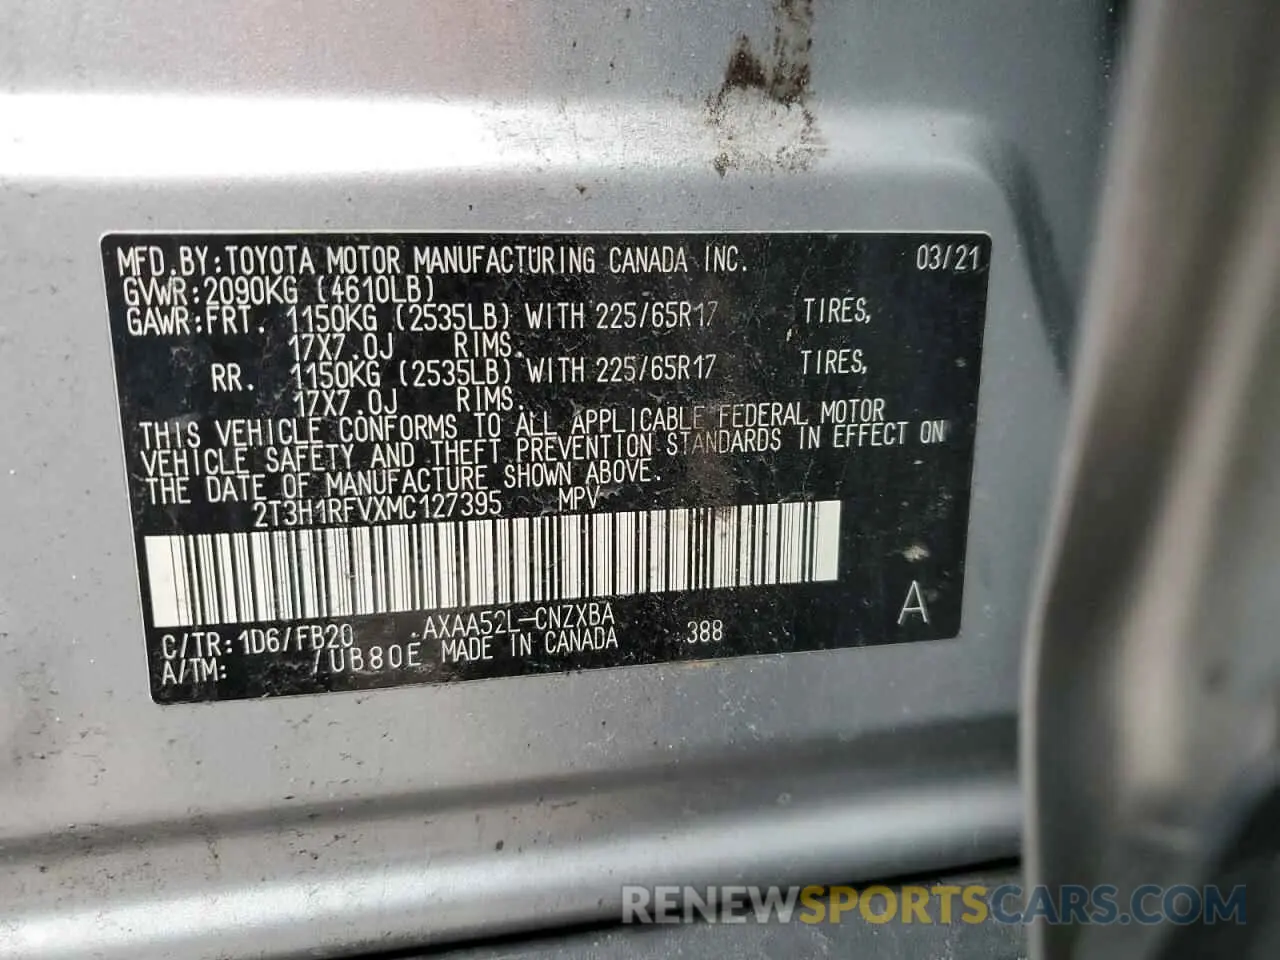 MFD.BY:TOYOTA MOTOR MANUFACTURING CANADA INC. 03/21
GVWR:2090KG (4610LB)
GAWR:FRT. 1150KG (2535LB) WITH 225/65R17 TIRES,
17X7.0J RIMS.
RR. 1150KG (2535LB) WITH 225/65R17 TIRES,
17X7.0J RIMS.
THIS VEHICLE CONFORMS TO ALL APPLICABLE FEDERAL MOTOR
VEHICLE SAFETY AND THEFT PREVENTION STANDARDS IN EFFECT ON
THE DATE OF MANUFACTURE SHOWN ABOVE.
2T3H1RFVXMC127395 MPV
A
C/TR:1D6/FB20 .AXAA52L-CNZXBA
A/TM: /UB80E MADE IN CANADA 388
RENEWSPORTSCARS.COM